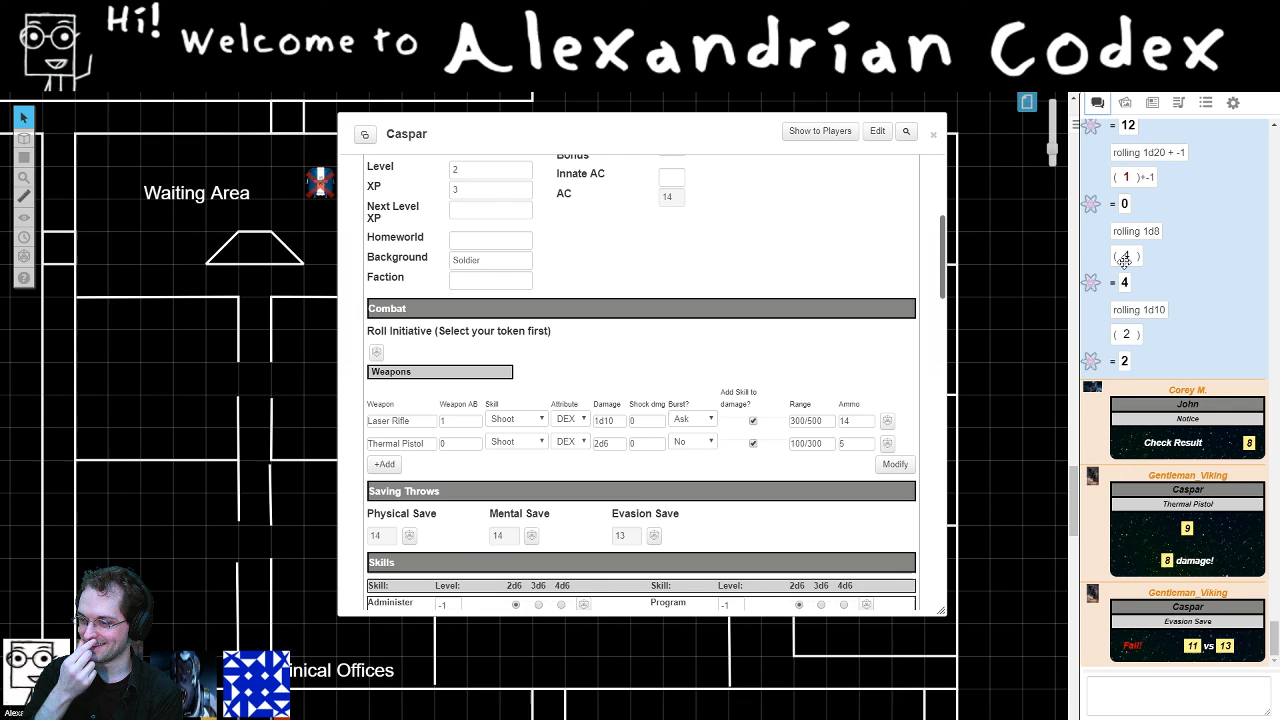 Hi! Welcome to Alexandrian Codex
Waiting Area
Caspar
Show to Players
Edit
Level 2
XP 3
Next Level
XP
Homeworld
Background Soldier
Faction
Bonus
Innate AC
AC 14
Combat
Roll Initiative (Select your token first)
Weapons
Weapon Weapon AB Skill Attribute Damage Shock dmg Burst? Add Skill to damage? Range Ammo
Laser Rifle 1 Shoot DEX 1d10 0 Ask 300/500 14
Thermal Pistol 0 Shoot DEX 2d6 0 No 100/300 5
+Add Modify
Saving Throws
Physical Save Mental Save Evasion Save
14 14 13
Skills
Skill: Level: 2d6 3d6 4d6 Skill: Level: 2d6 3d6 4d6
Administer -1 Program -1
inical Offices
= 12
rolling 1d20 + -1
( 1 )+-1
= 0
rolling 1d8
( 4 )
= 4
rolling 1d10
( 2 )
= 2
Corey M.
John
Notice
Check Result 8
Gentleman_Viking
Caspar
Thermal Pistol
9
8 damage!
Gentleman_Viking
Caspar
Evasion Save
Fail! 11 vs 13